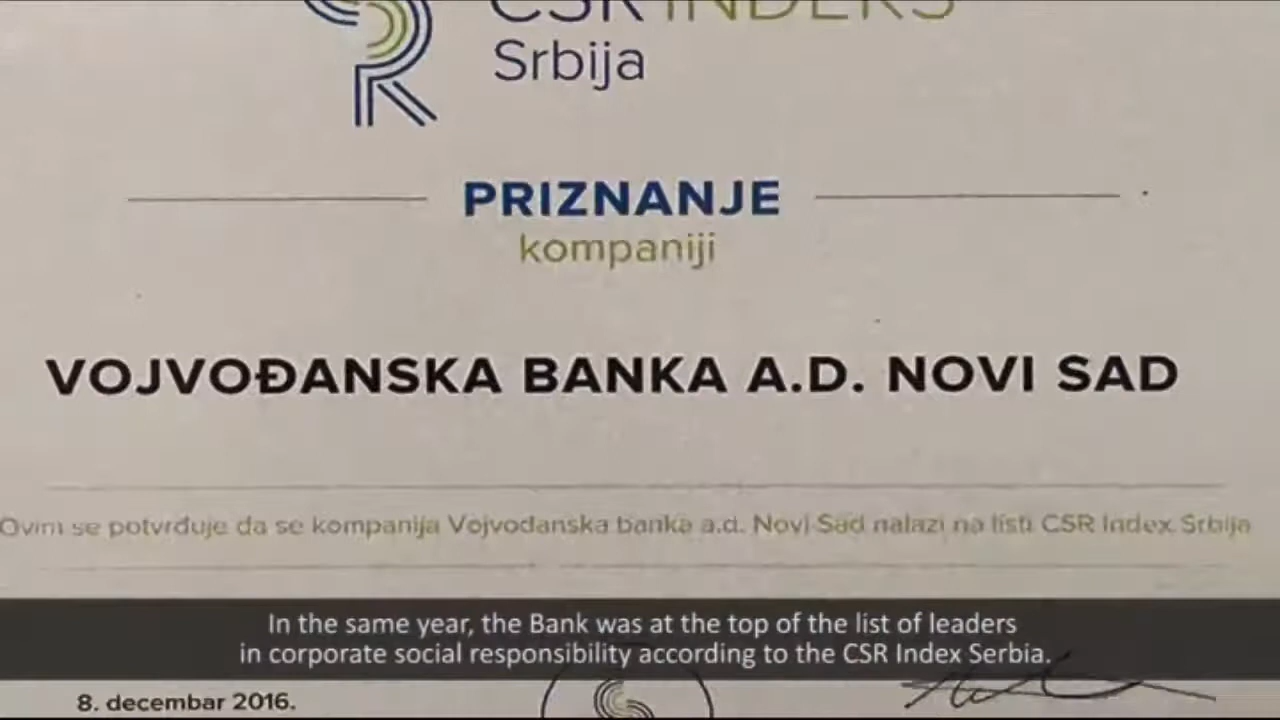 CSR INDEKS
Srbija
PRIZNANJE
kompaniji
VOJVOĐANSKA BANKA A.D. NOVI SAD
Ovim se potvrđuje da se kompanija Vojvođanska banka a.d. Novi Sad nalazi na listi CSR Index Srbija
In the same year, the Bank was at the top of the list of leaders
in corporate social responsibility according to the CSR Index Serbia.
8. decembar 2016.